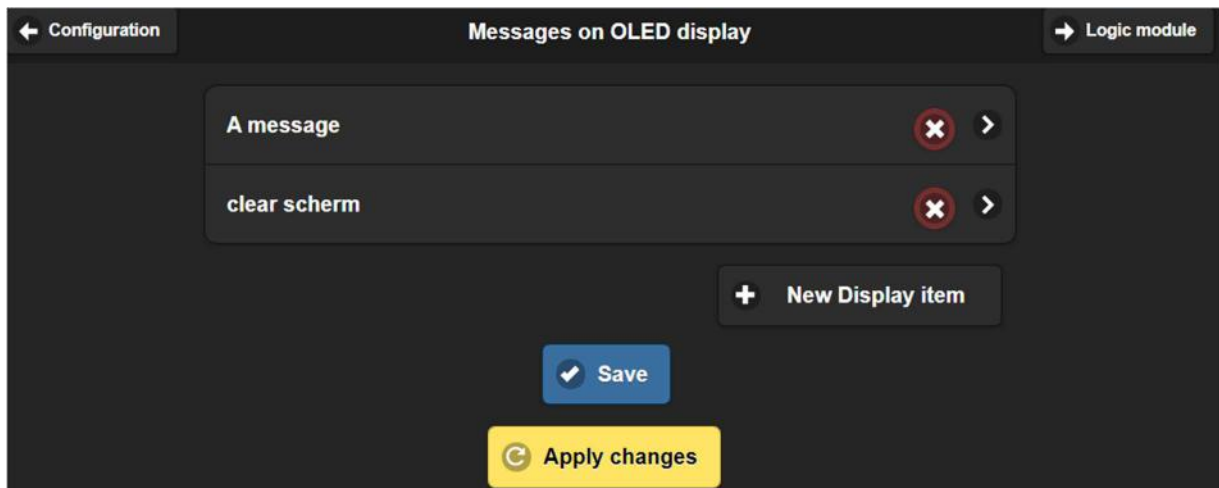 Configuration
Messages on OLED display
Logic module
A message
clear scherm
New Display item
Save
Apply changes